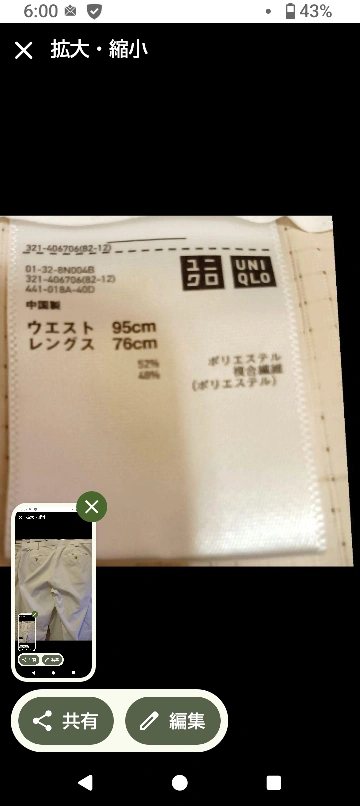 6:00
43%
拡大・縮小
321-406706(82-12)
ユニクロ
UNIQLO
01-32-8N004B
321-406706(82-12)
441-018A-40D
中国製
ウエスト 95cm
レングス 76cm
52% ポリエステル
48% 複合繊維
(ポリエステル)
共有
編集